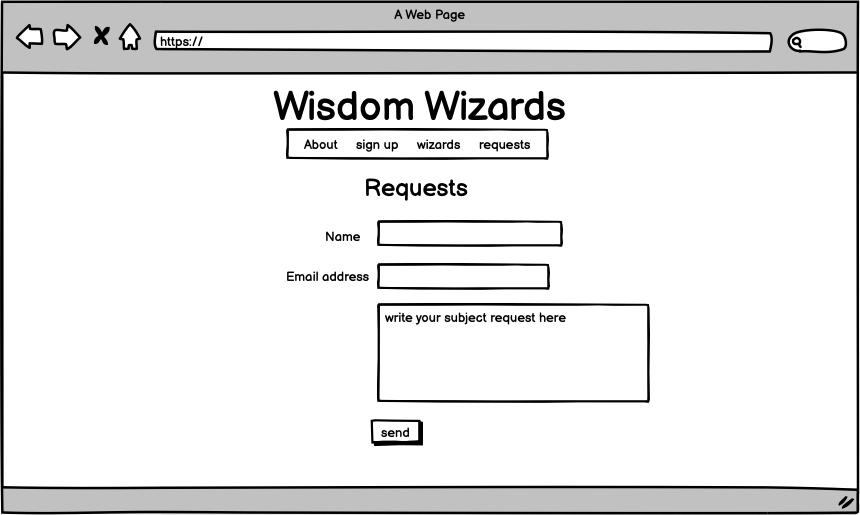 A Web Page
https://
Wisdom Wizards
About sign up wizards requests
Requests
Name
Email address
write your subject request here
send